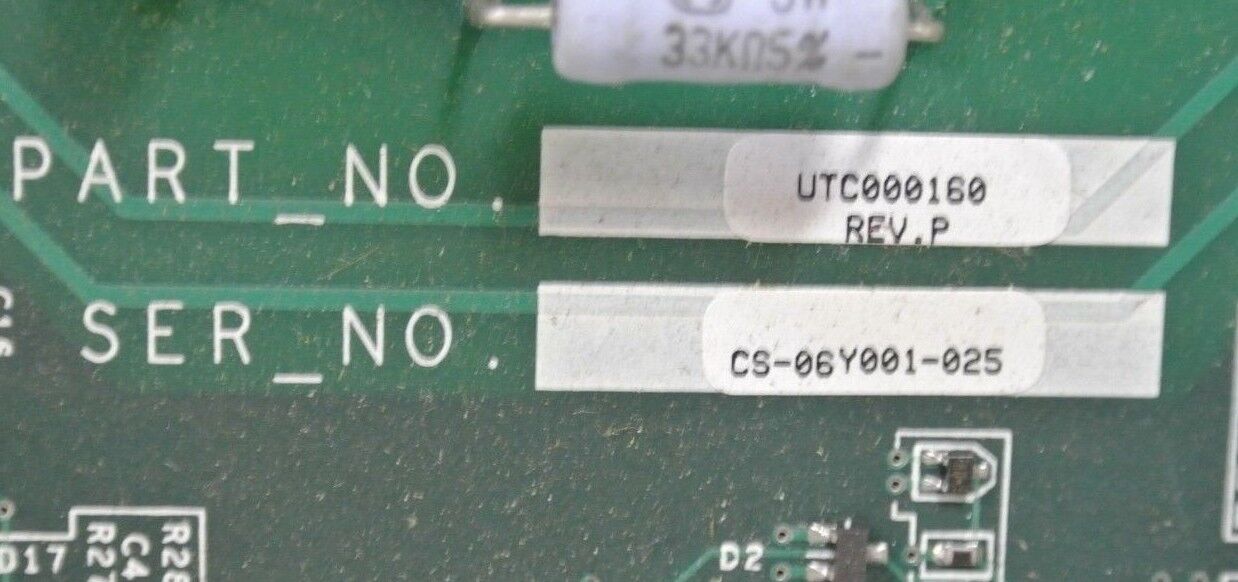 33KΩ5% -
PART_NO.
UTC000160
REV.P
SER_NO.
CS-06Y001-025
D17
R27
C4
R28
D2